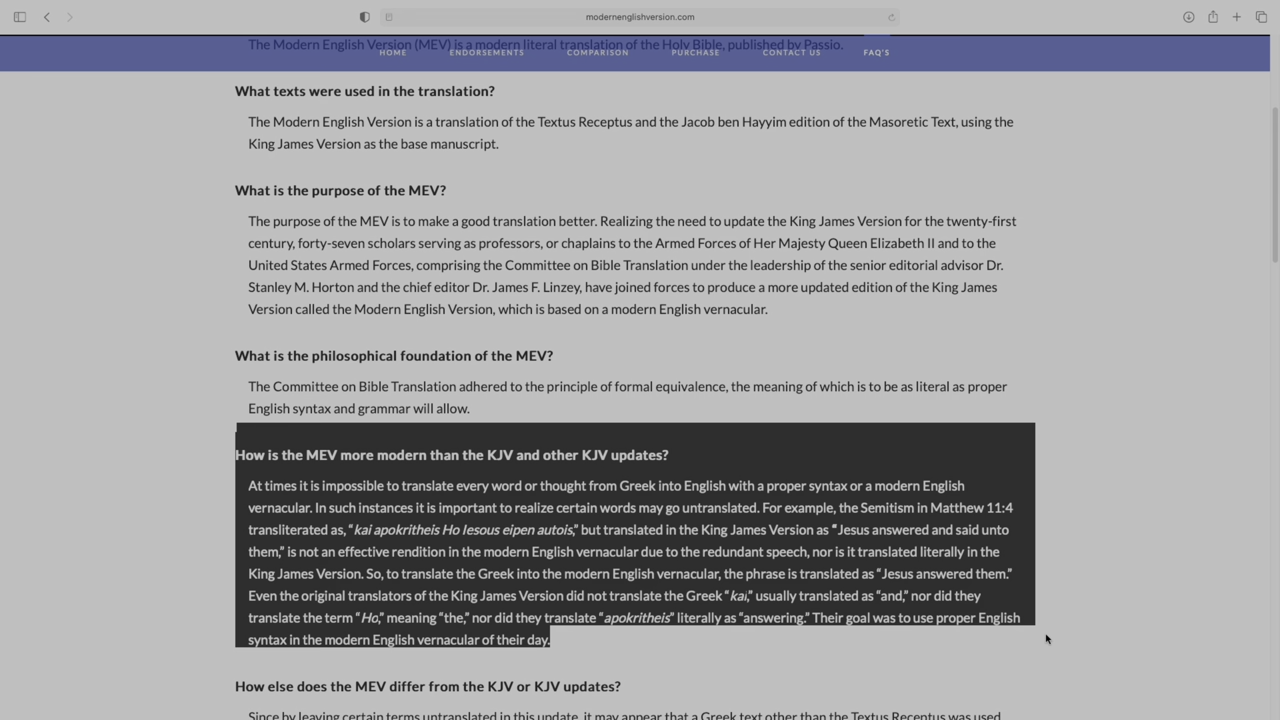 modernenglishversion.com
The Modern English Version (MEV) is a modern literal translation of the Holy Bible, published by Passio.
HOME ENDORSEMENTS COMPARISON PURCHASE CONTACT US FAQ'S
What texts were used in the translation?
The Modern English Version is a translation of the Textus Receptus and the Jacob ben Hayyim edition of the Masoretic Text, using the
King James Version as the base manuscript.
What is the purpose of the MEV?
The purpose of the MEV is to make a good translation better. Realizing the need to update the King James Version for the twenty-first
century, forty-seven scholars serving as professors, or chaplains to the Armed Forces of Her Majesty Queen Elizabeth II and to the
United States Armed Forces, comprising the Committee on Bible Translation under the leadership of the senior editorial advisor Dr.
Stanley M. Horton and the chief editor Dr. James F. Linzey, have joined forces to produce a more updated edition of the King James
Version called the Modern English Version, which is based on a modern English vernacular.
What is the philosophical foundation of the MEV?
The Committee on Bible Translation adhered to the principle of formal equivalence, the meaning of which is to be as literal as proper
English syntax and grammar will allow.
How is the MEV more modern than the KJV and other KJV updates?
At times it is impossible to translate every word or thought from Greek into English with a proper syntax or a modern English
vernacular. In such instances it is important to realize certain words may go untranslated. For example, the Semitism in Matthew 11:4
transliterated as, “kai apokritheis Ho Iesous eipen autois,” but translated in the King James Version as “Jesus answered and said unto
them,” is not an effective rendition in the modern English vernacular due to the redundant speech, nor is it translated literally in the
King James Version. So, to translate the Greek into the modern English vernacular, the phrase is translated as “Jesus answered them.”
Even the original translators of the King James Version did not translate the Greek “kai,” usually translated as “and,” nor did they
translate the term “Ho,” meaning “the,” nor did they translate “apokritheis” literally as “answering.” Their goal was to use proper English
syntax in the modern English vernacular of their day.
How else does the MEV differ from the KJV or KJV updates?
Since by leaving certain terms untranslated in this update, it may appear that a Greek text other than the Textus Receptus was used